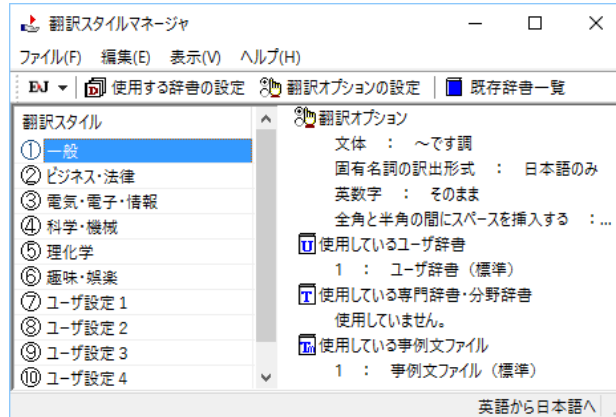 翻訳スタイルマネージャ
ファイル(F) 編集(E) 表示(V) ヘルプ(H)
EJ 使用する辞書の設定 翻訳オプションの設定 既存辞書一覧
翻訳スタイル
① 一般
② ビジネス・法律
③ 電気・電子・情報
④ 科学・機械
⑤ 理化学
⑥ 趣味・娯楽
⑦ ユーザ設定 1
⑧ ユーザ設定 2
⑨ ユーザ設定 3
⑩ ユーザ設定 4
翻訳オプション
文体 : ~です調
固有名詞の訳出形式 : 日本語のみ
英数字 : そのまま
全角と半角の間にスペースを挿入する :...
U 使用しているユーザ辞書
1 : ユーザ辞書（標準）
T 使用している専門辞書・分野辞書
使用していません。
Tm 使用している事例文ファイル
1 : 事例文ファイル（標準）
英語から日本語へ